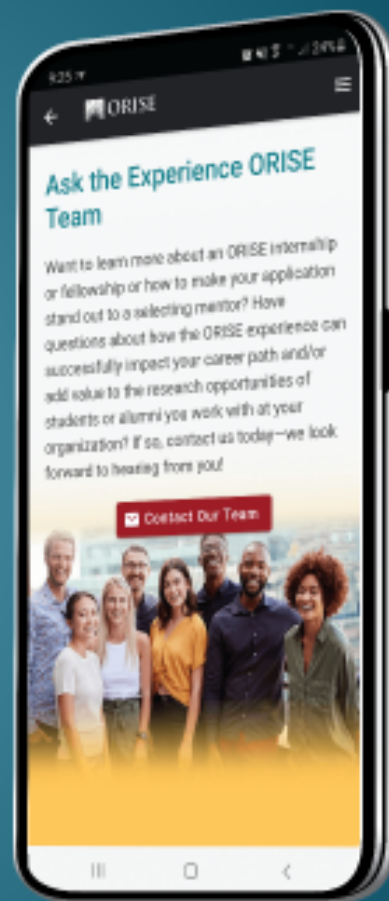 9:25
ORISE
Ask the Experience ORISE
Team
Want to learn more about an ORISE internship
or fellowship or how to make your application
stand out to a selecting mentor? Have
questions about how the ORISE experience can
successfully impact your career path and/or
add value to the research opportunities of
students or alumni you work with at your
organization? If so, contact us today—we look
forward to hearing from you!
Contact Our Team